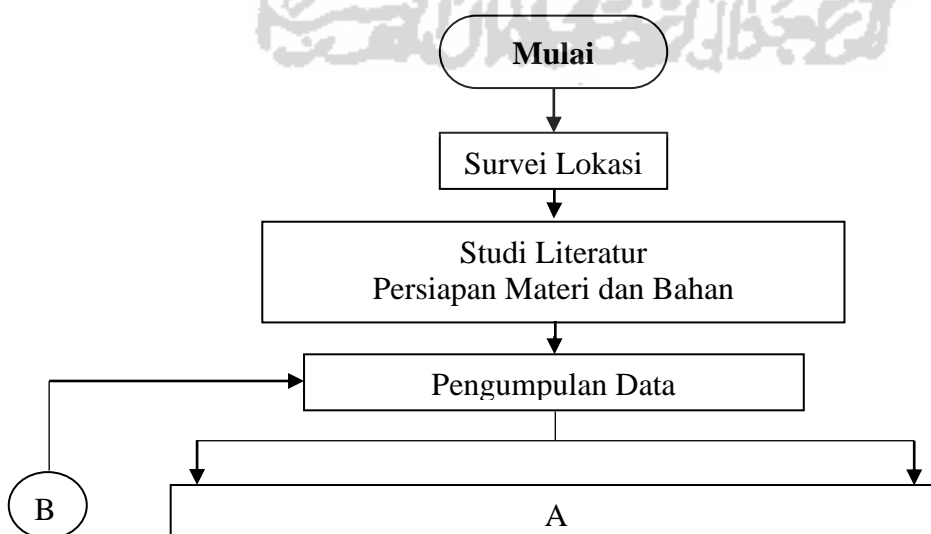 Mulai
Survei Lokasi
Studi Literatur
Persiapan Materi dan Bahan
Pengumpulan Data
B
A